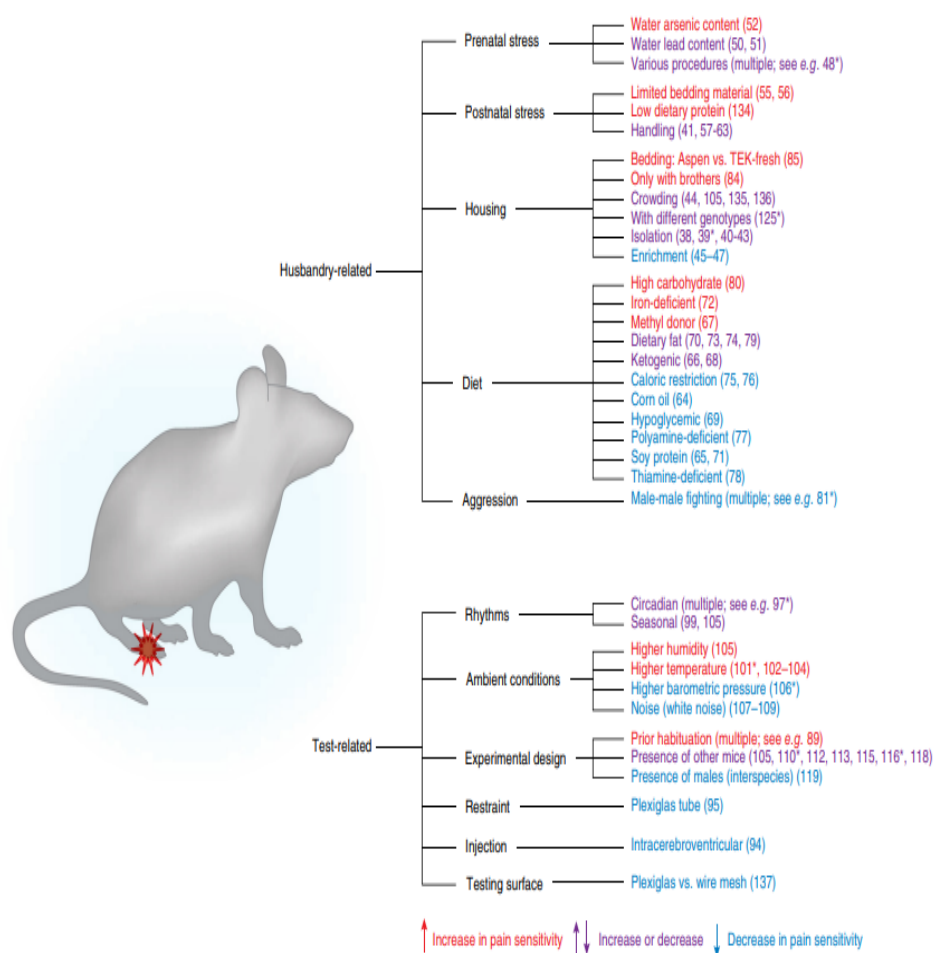 Husbandry-related
Prenatal stress
Water arsenic content (52)
Water lead content (50, 51)
Various procedures (multiple; see e.g. 48*)
Postnatal stress
Limited bedding material (55, 56)
Low dietary protein (134)
Handling (41, 57-63)
Housing
Bedding: Aspen vs. TEK-fresh (85)
Only with brothers (84)
Crowding (44, 105, 135, 136)
With different genotypes (125*)
Isolation (38, 39*, 40-43)
Enrichment (45–47)
Diet
High carbohydrate (80)
Iron-deficient (72)
Methyl donor (67)
Dietary fat (70, 73, 74, 79)
Ketogenic (66, 68)
Caloric restriction (75, 76)
Corn oil (64)
Hypoglycemic (69)
Polyamine-deficient (77)
Soy protein (65, 71)
Thiamine-deficient (78)
Aggression
Male-male fighting (multiple; see e.g. 81*)
Test-related
Rhythms
Circadian (multiple; see e.g. 97*)
Seasonal (99, 105)
Ambient conditions
Higher humidity (105)
Higher temperature (101*, 102–104)
Higher barometric pressure (106*)
Noise (white noise) (107–109)
Experimental design
Prior habituation (multiple; see e.g. 89)
Presence of other mice (105, 110*, 112, 113, 115, 116*, 118)
Presence of males (interspecies) (119)
Restraint
Plexiglas tube (95)
Injection
Intracerebroventricular (94)
Testing surface
Plexiglas vs. wire mesh (137)
Increase in pain sensitivity
Increase or decrease
Decrease in pain sensitivity